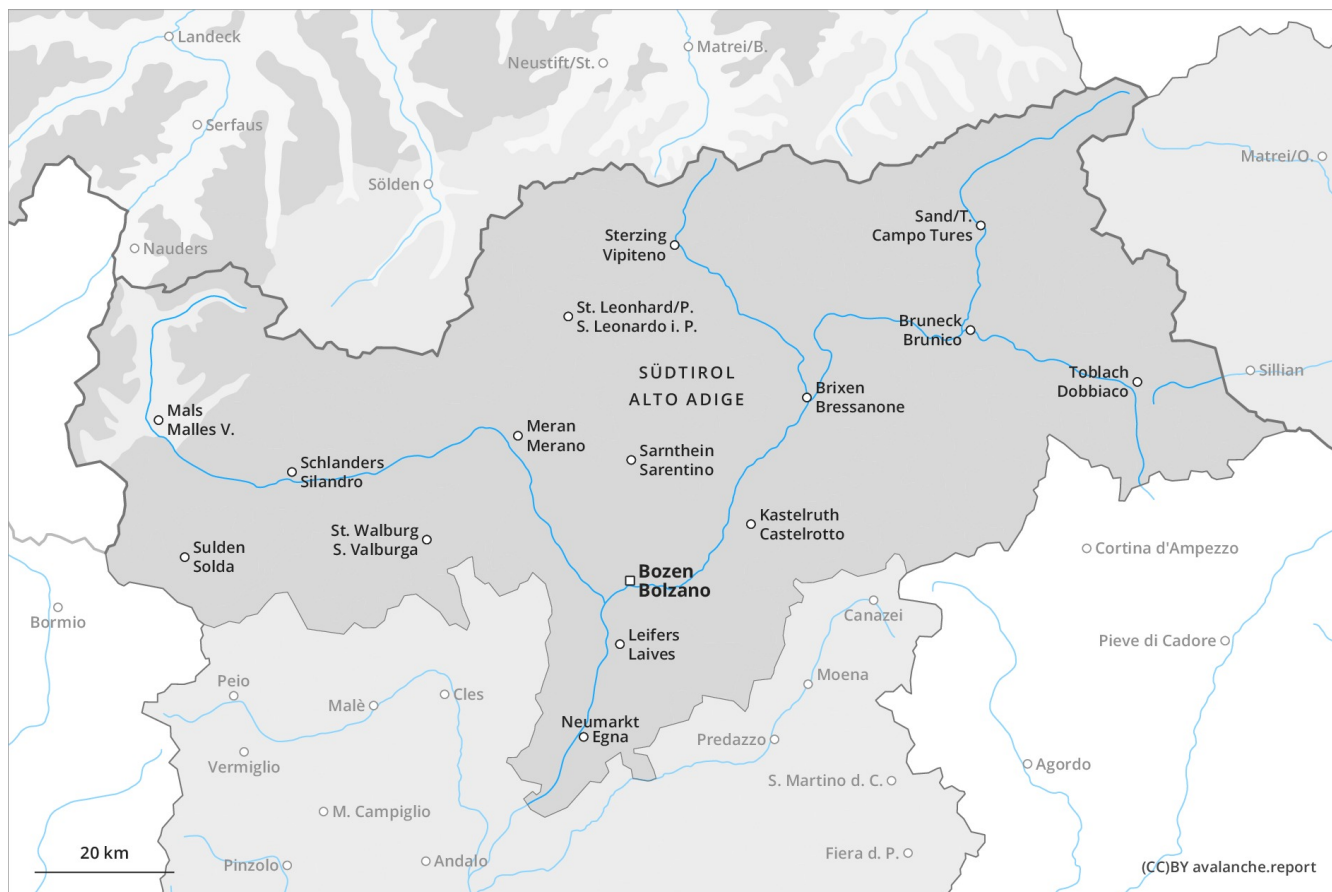 Landeck
Matrei/B.
Neustift/St.
Serfaus
Matrei/O.
Sölden
Nauders
Sand/T.
Campo Tures
Sterzing
Vipiteno
St. Leonhard/P.
S. Leonardo i. P.
Bruneck
Brunico
SÜDTIROL
ALTO ADIGE
Toblach
Dobbiaco
Sillian
Brixen
Bressanone
Mals
Malles V.
Meran
Merano
Schlanders
Silandro
Sarnthein
Sarentino
Kastelruth
Castelrotto
St. Walburg
S. Valburga
Sulden
Solda
Cortina d'Ampezzo
Bozen
Bolzano
Bormio
Canazei
Leifers
Laives
Pieve di Cadore
Peio
Moena
Malè
Cles
Neumarkt
Egna
Predazzo
Vermiglio
Agordo
S. Martino d. C.
M. Campiglio
20 km
Pinzolo
Andalo
Fiera d. P.
(CC)BY avalanche.report